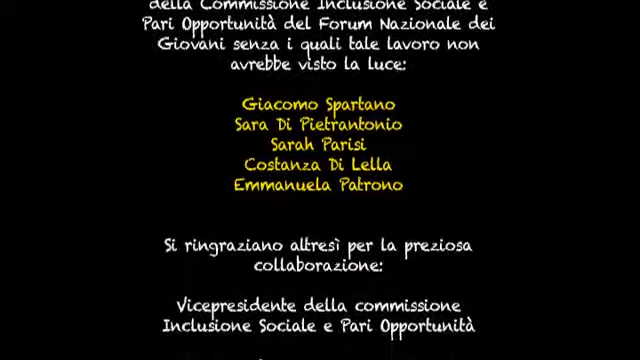 della Commissione Inclusione Sociale e
Pari Opportunità del Forum Nazionale dei
Giovani senza i quali tale lavoro non
avrebbe visto la luce:
Giacomo Spartano
Sara Di Pietrantonio
Sarah Parisi
Costanza Di Lella
Emmanuela Patrono
Si ringraziano altresì per la preziosa
collaborazione:
Vicepresidente della commissione
Inclusione Sociale e Pari Opportunità